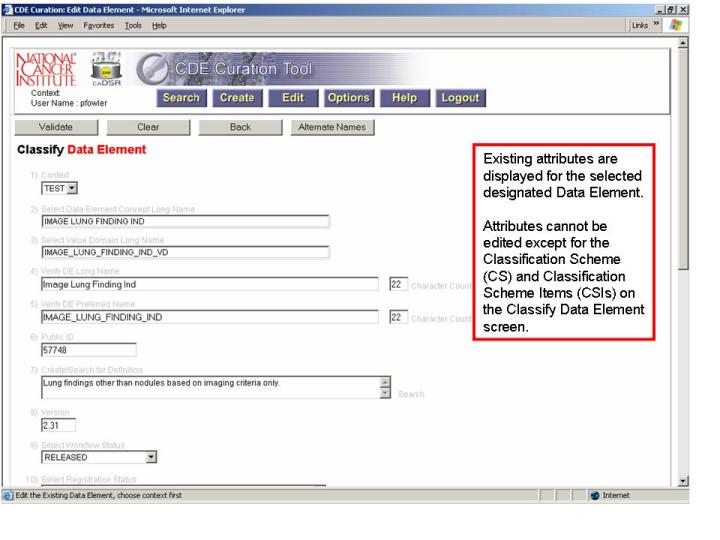 CDE Curation: Edit Data Element - Microsoft Internet Explorer
File Edit View Favorites Tools Help
Links »
NATIONAL CANCER INSTITUTE
caDSR
CDE Curation Tool
Context:
User Name : pfowler
Search Create Edit Options Help Logout
Validate Clear Back Alternate Names
Classify Data Element
1) Context
TEST
2) Select Data Element Concept Long Name
IMAGE LUNG FINDING IND
3) Select Value Domain Long Name
IMAGE_LUNG_FINDING_IND_VD
4) Verify DE Long Name
Image Lung Finding Ind
22 Character Count
5) Verify DE Preferred Name
IMAGE_LUNG_FINDING_IND
22 Character Count
6) Public ID
57748
7) Create/Search for Definition
Lung findings other than nodules based on imaging criteria only.
Search
8) Version
2.31
9) Select Workflow Status
RELEASED
10) Select Registration Status
Existing attributes are
displayed for the selected
designated Data Element.
Attributes cannot be
edited except for the
Classification Scheme
(CS) and Classification
Scheme Items (CSIs) on
the Classify Data Element
screen.
Edit the Existing Data Element, choose context first
Internet